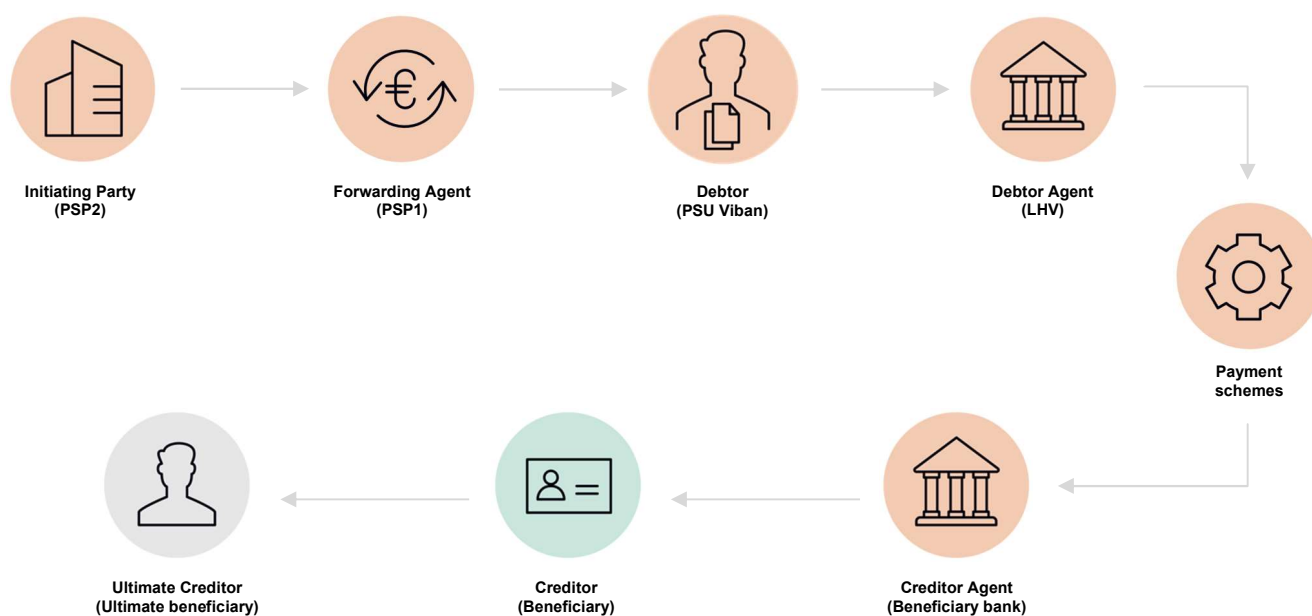 Initiating Party
(PSP2)
Forwarding Agent
(PSP1)
Debtor
(PSU Viban)
Debtor Agent
(LHV)
Payment
schemes
Ultimate Creditor
(Ultimate beneficiary)
Creditor
(Beneficiary)
Creditor Agent
(Beneficiary bank)